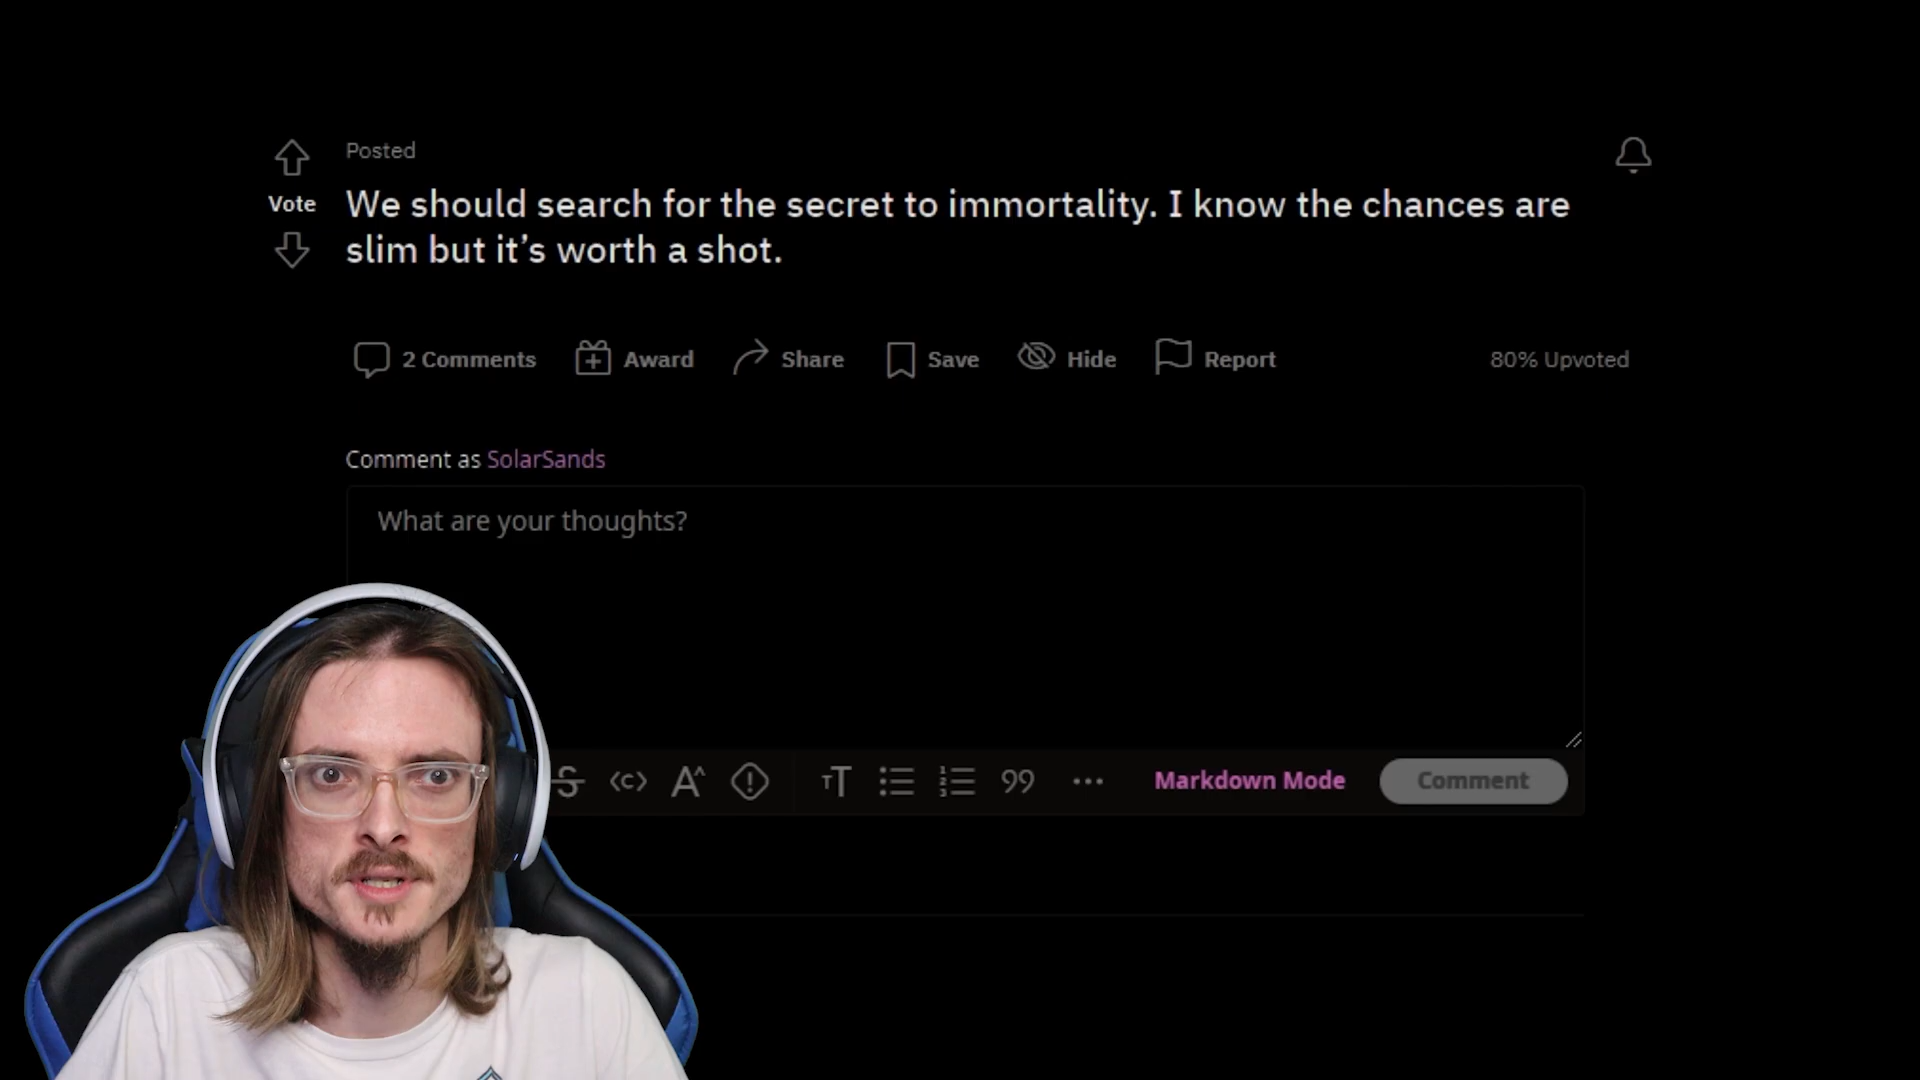 Posted
Vote
We should search for the secret to immortality. I know the chances are
slim but it’s worth a shot.
2 Comments Award Share Save Hide Report 80% Upvoted
Comment as SolarSands
What are your thoughts?
Markdown Mode Comment